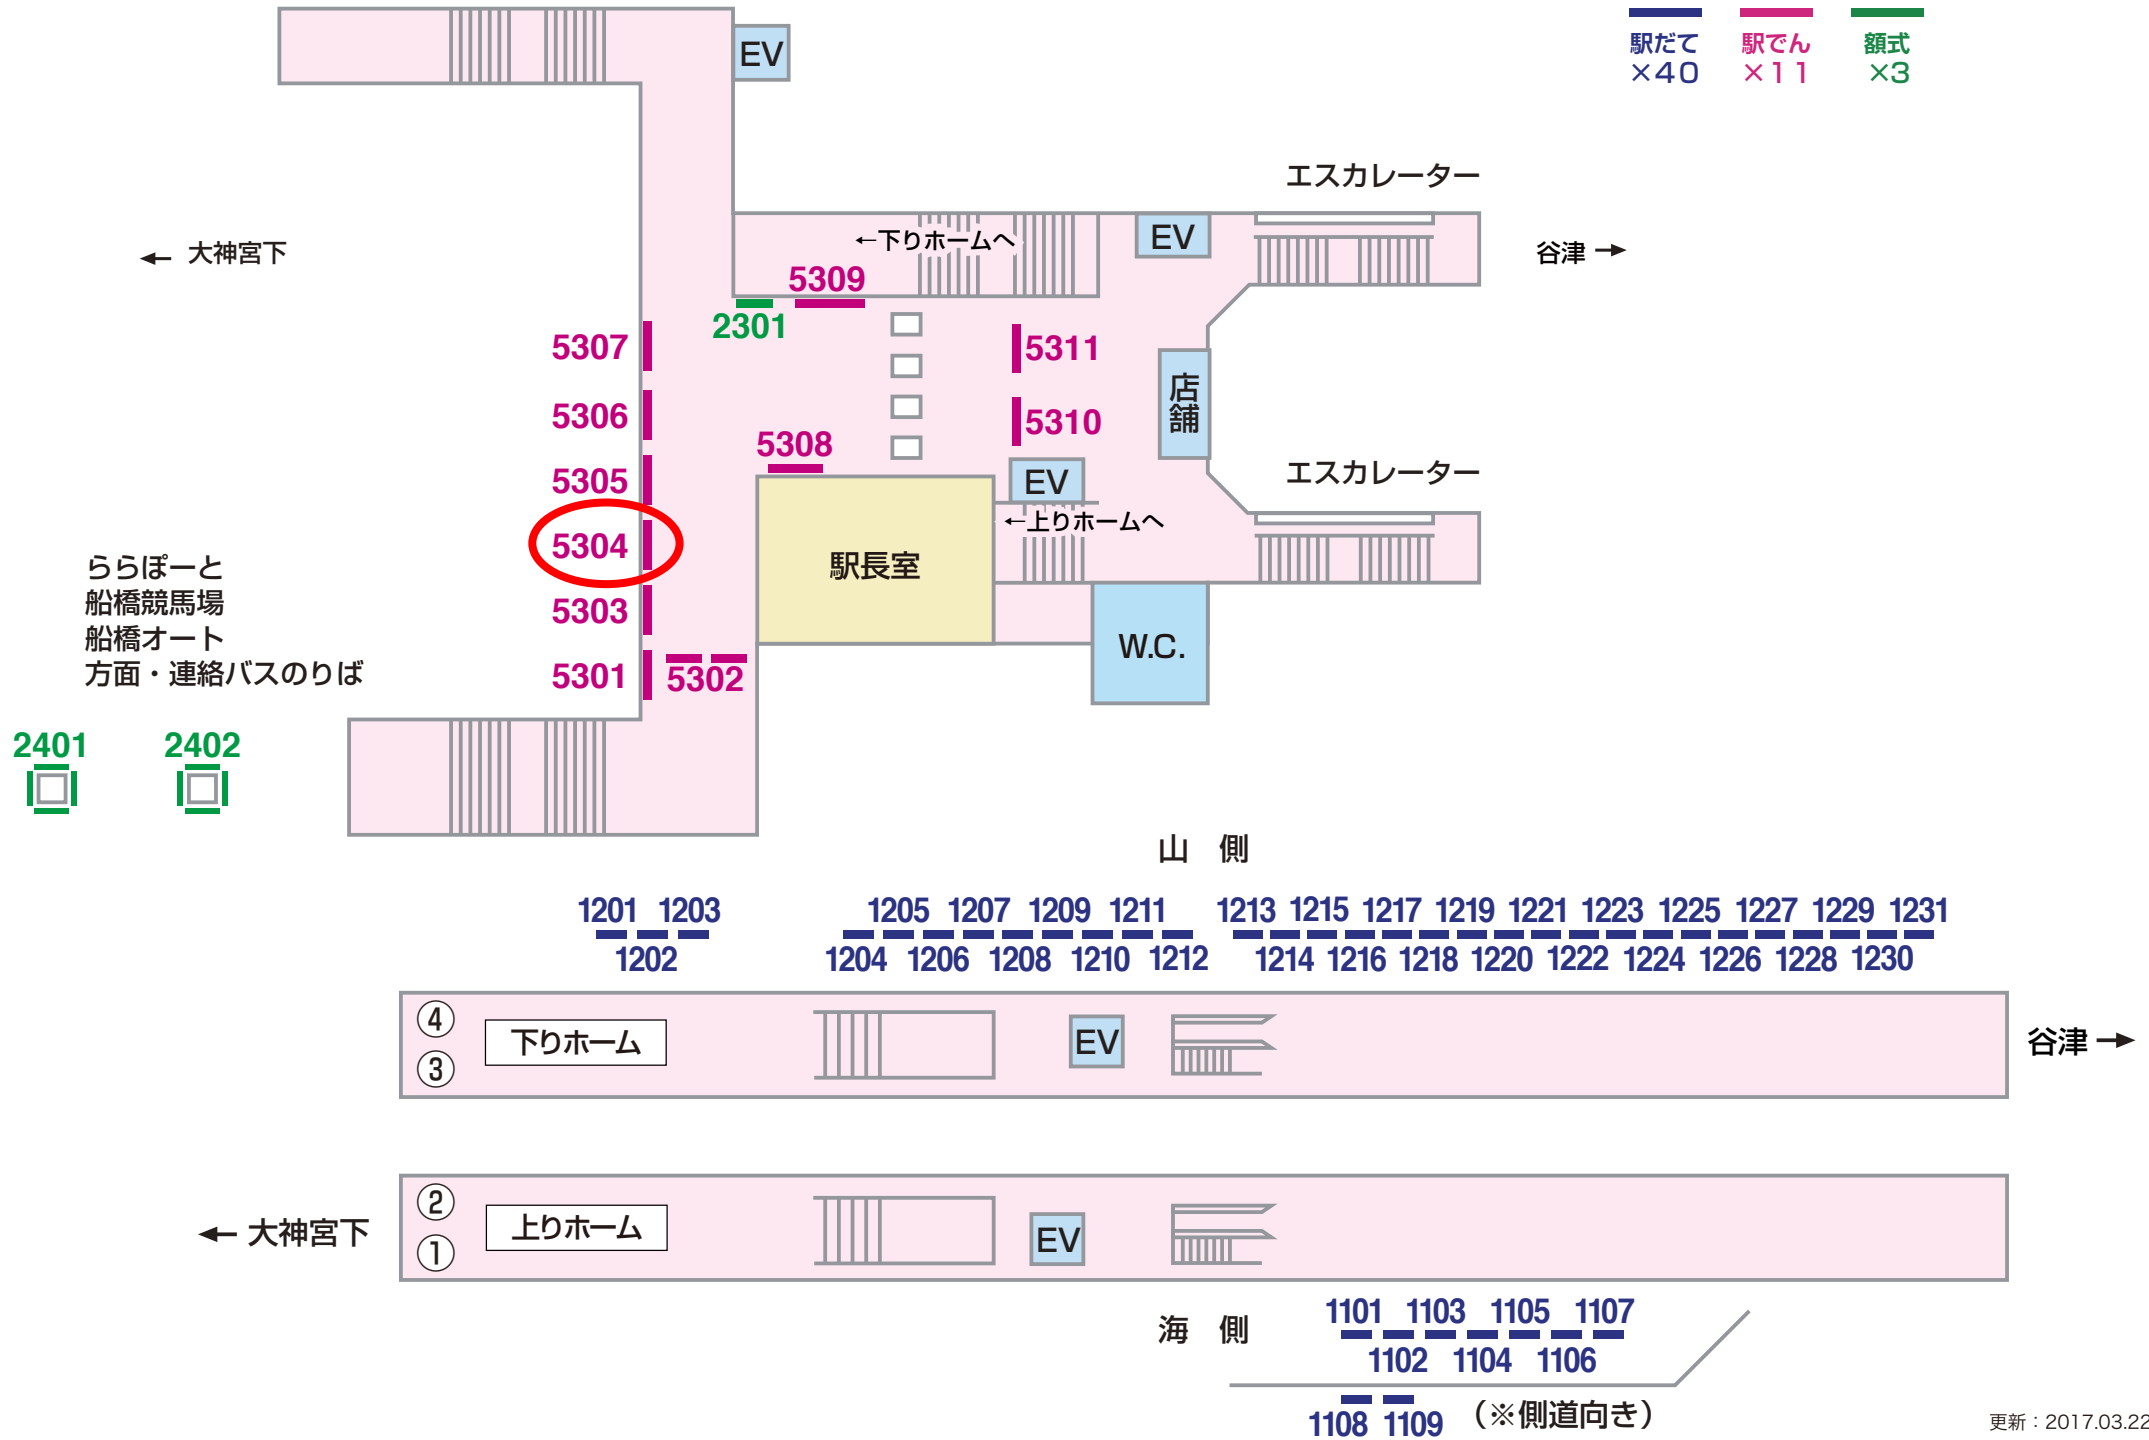 駅だて 駅でん 額式
×40 ×11 ×3
EV
エスカレーター
← 大神宮下
←下りホームへ
EV
谷津 →
5309
2301
5307
5311
5306
5310
店舗
5308
5305
EV
エスカレーター
←上りホームへ
5304
駅長室
ららぽーと
船橋競馬場
船橋オート
方面・連絡バスのりば
5303
W.C.
5301
5302
2401
2402
山 側
1201 1203 1205 1207 1209 1211 1213 1215 1217 1219 1221 1223 1225 1227 1229 1231
1202 1204 1206 1208 1210 1212 1214 1216 1218 1220 1222 1224 1226 1228 1230
④
下りホーム
EV
谷津 →
③
②
上りホーム
← 大神宮下
EV
①
海 側
1101 1103 1105 1107
1102 1104 1106
1108 1109
(※側道向き)
更新：2017.03.22